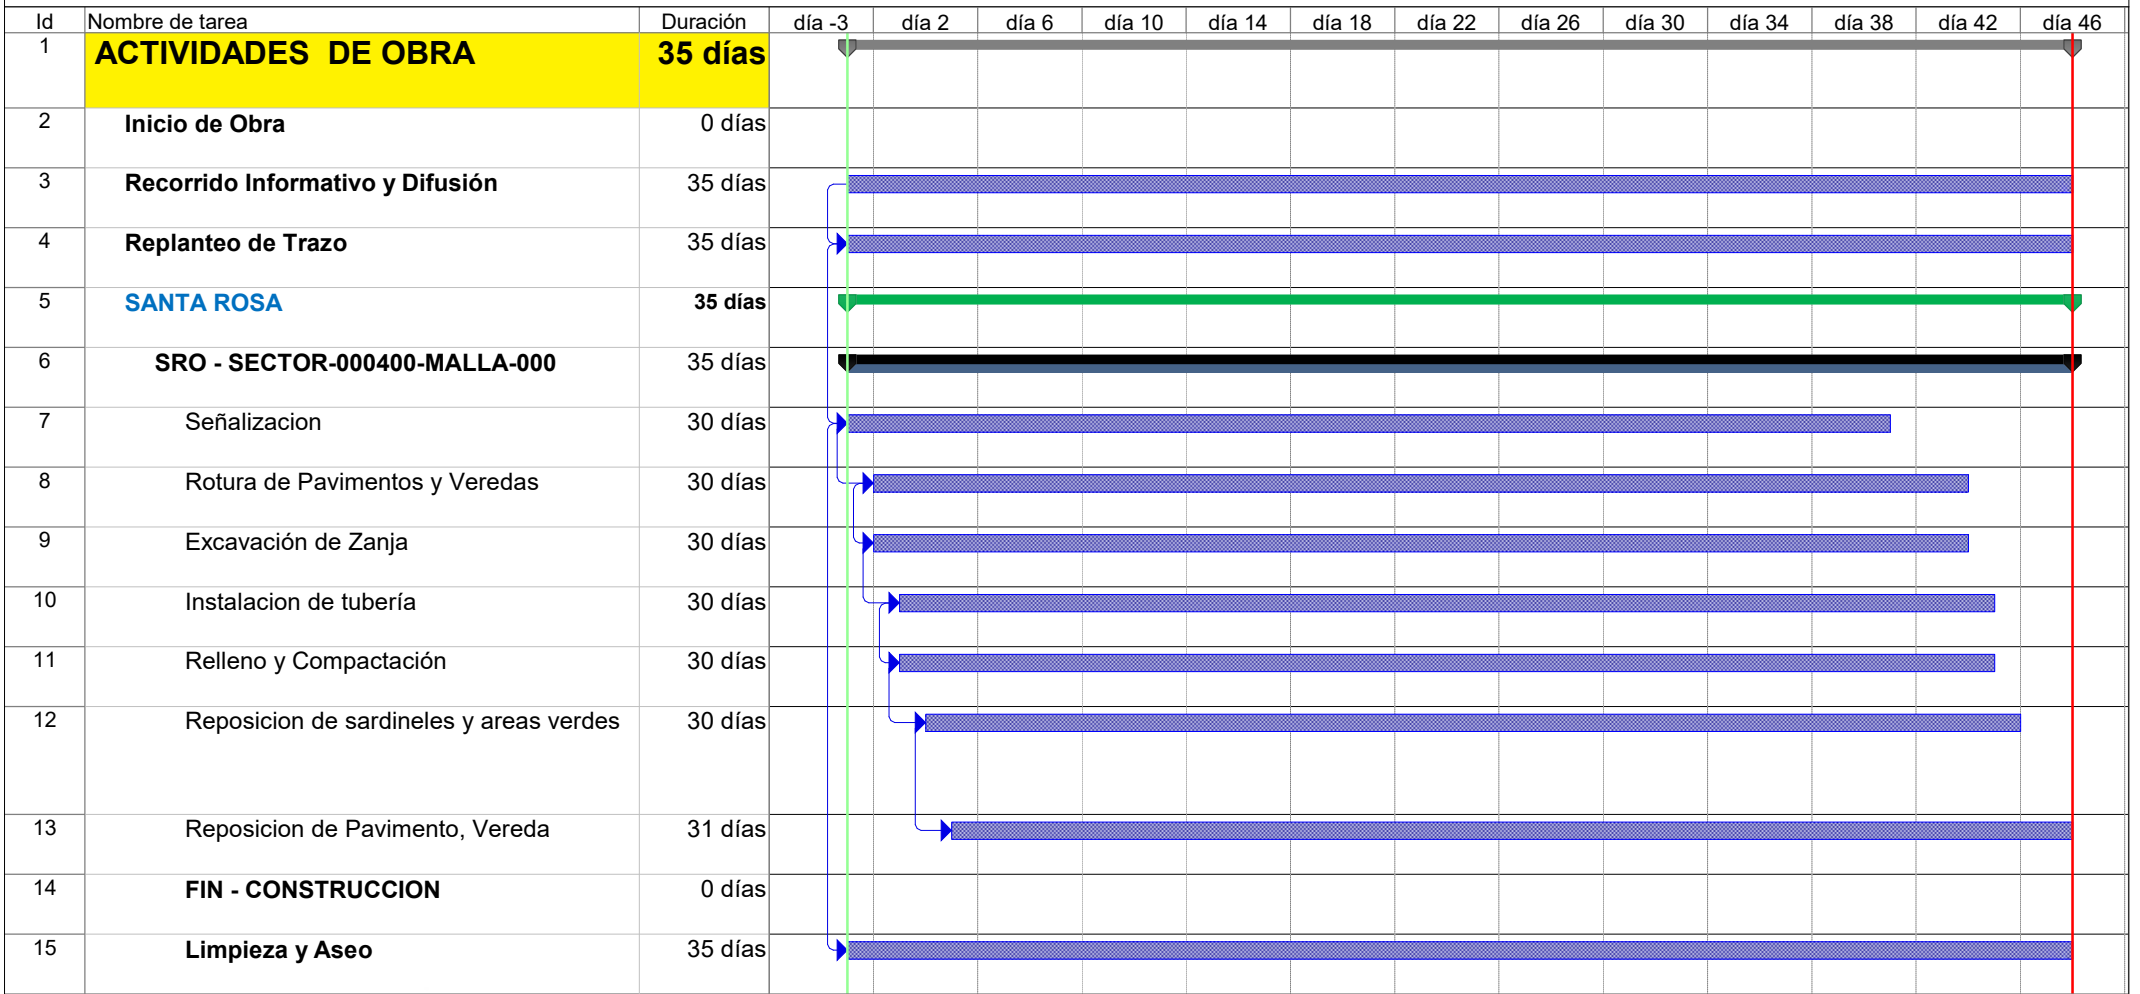 Id Nombre de tarea Duración día -3 día 2 día 6 día 10 día 14 día 18 día 22 día 26 día 30 día 34 día 38 día 42 día 46
1 ACTIVIDADES DE OBRA 35 días
2 Inicio de Obra 0 días
3 Recorrido Informativo y Difusión 35 días
4 Replanteo de Trazo 35 días
5 SANTA ROSA 35 días
6 SRO - SECTOR-000400-MALLA-000 35 días
7 Señalizacion 30 días
8 Rotura de Pavimentos y Veredas 30 días
9 Excavación de Zanja 30 días
10 Instalacion de tubería 30 días
11 Relleno y Compactación 30 días
12 Reposicion de sardineles y areas verdes 30 días
13 Reposicion de Pavimento, Vereda 31 días
14 FIN - CONSTRUCCION 0 días
15 Limpieza y Aseo 35 días